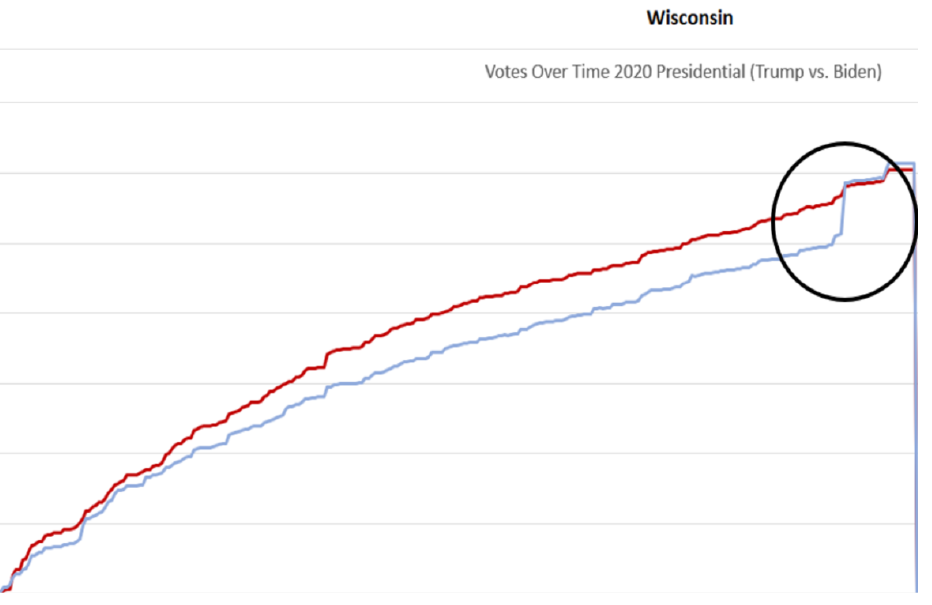 Wisconsin
Votes Over Time 2020 Presidential (Trump vs. Biden)